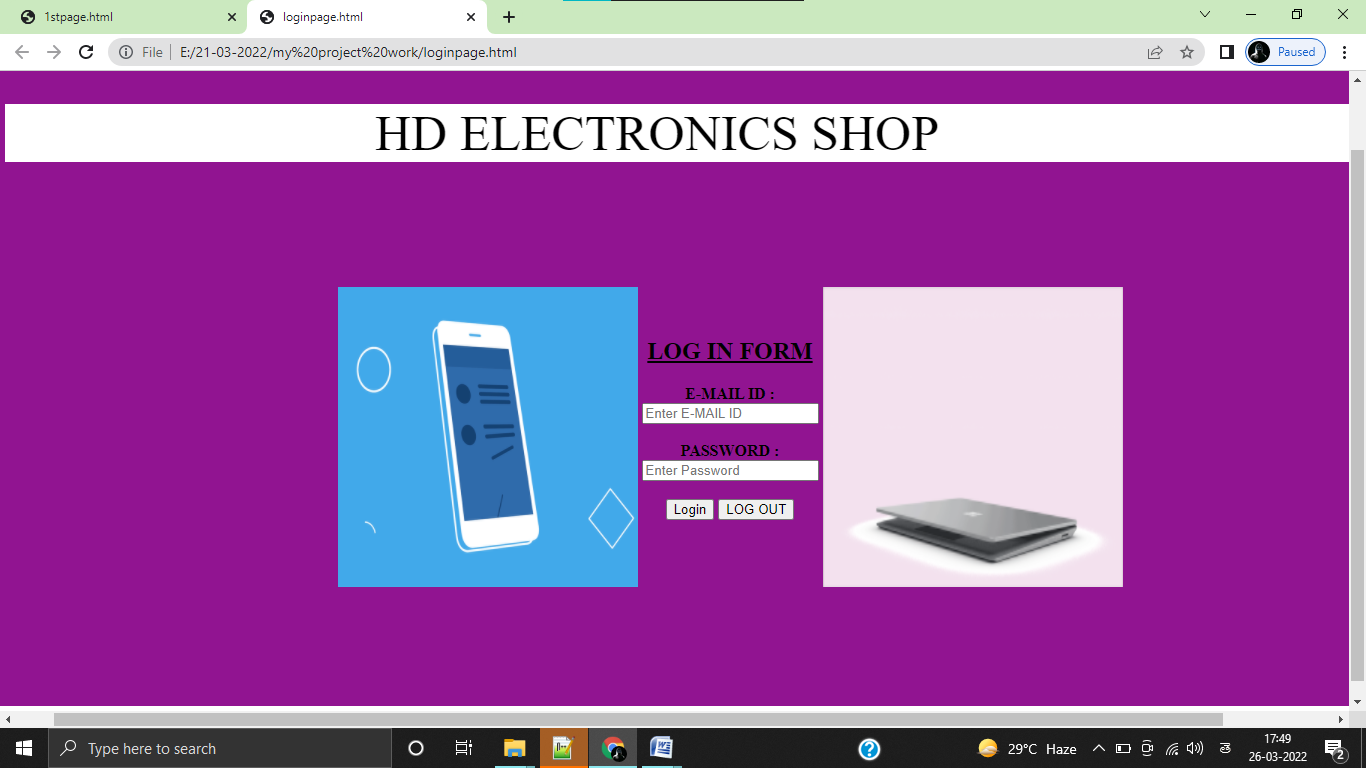 1stpage.html
loginpage.html
File
E:/21-03-2022/my%20project%20work/loginpage.html
Paused
HD ELECTRONICS SHOP
LOG IN FORM
E-MAIL ID :
Enter E-MAIL ID
PASSWORD :
Enter Password
Login LOG OUT
Type here to search
29°C Haze
17:49
26-03-2022
2